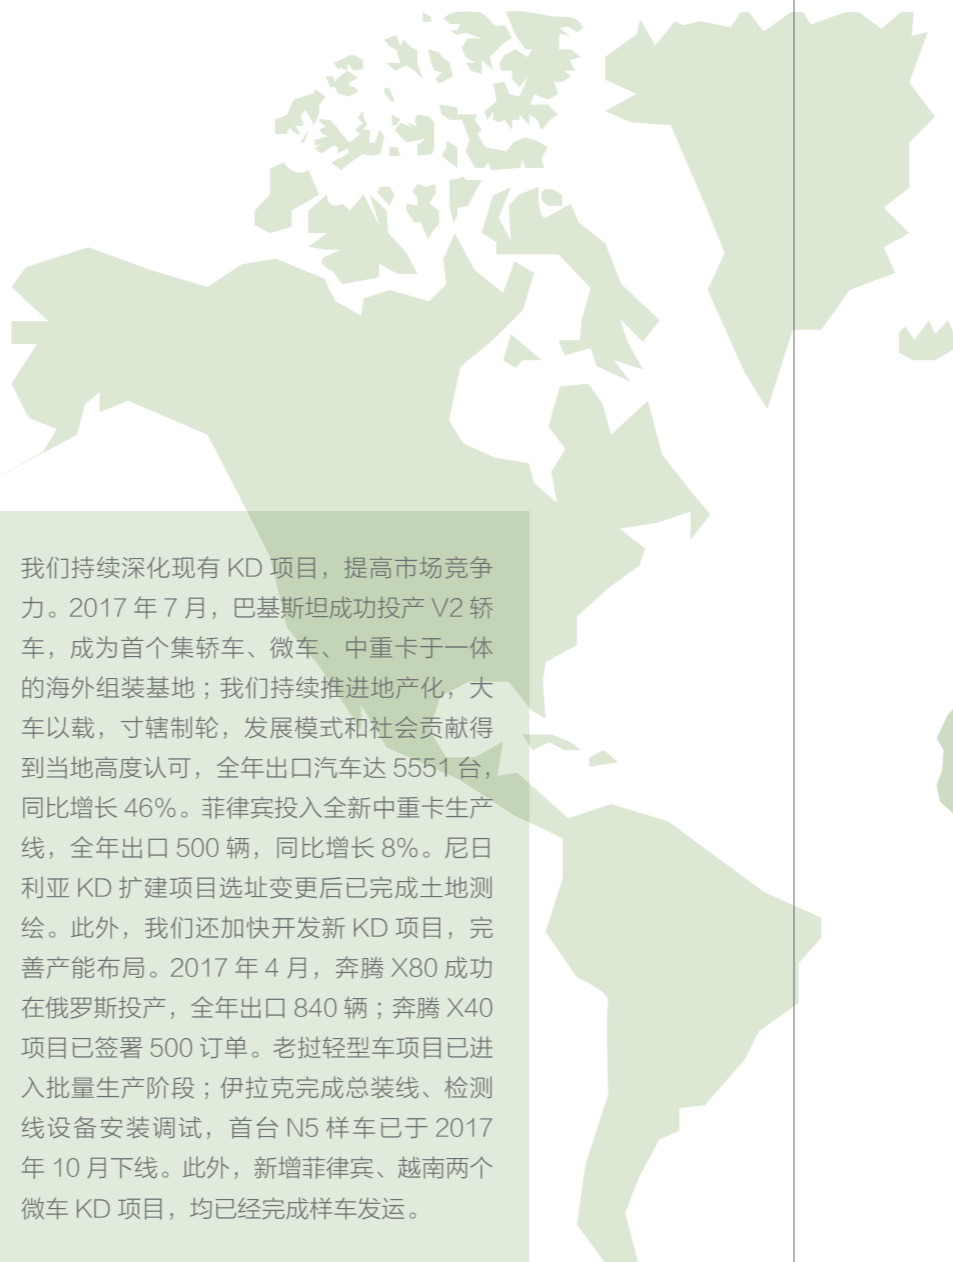 我们持续深化现有 KD 项目，提高市场竞争
力。2017 年 7 月，巴基斯坦成功投产 V2 轿
车，成为首个集轿车、微车、中重卡于一体
的海外组装基地；我们持续推进地产化，大
车以载，寸辖制轮，发展模式和社会贡献得
到当地高度认可，全年出口汽车达 5551 台，
同比增长 46%。菲律宾投入全新中重卡生产
线，全年出口 500 辆，同比增长 8%。尼日
利亚 KD 扩建项目选址变更后已完成土地测
绘。此外，我们还加快开发新 KD 项目，完
善产能布局。2017 年 4 月，奔腾 X80 成功
在俄罗斯投产，全年出口 840 辆；奔腾 X40
项目已签署 500 订单。老挝轻型车项目已进
入批量生产阶段；伊拉克完成总装线、检测
线设备安装调试，首台 N5 样车已于 2017
年 10 月下线。此外，新增菲律宾、越南两个
微车 KD 项目，均已经完成样车发运。